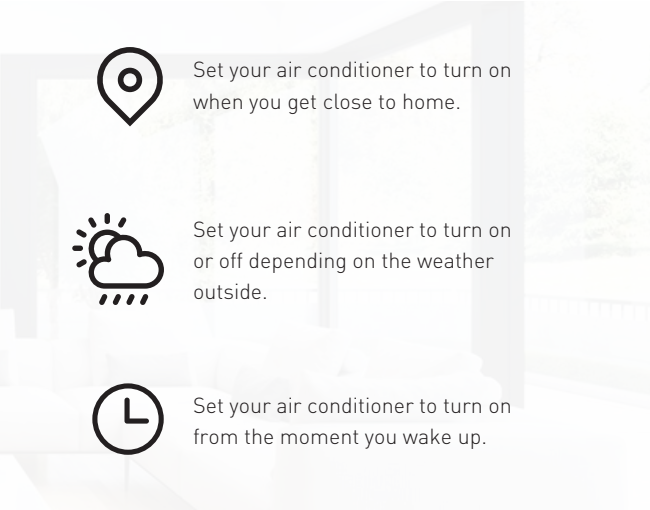 Set your air conditioner to turn on
when you get close to home.
Set your air conditioner to turn on
or off depending on the weather
outside.
Set your air conditioner to turn on
from the moment you wake up.